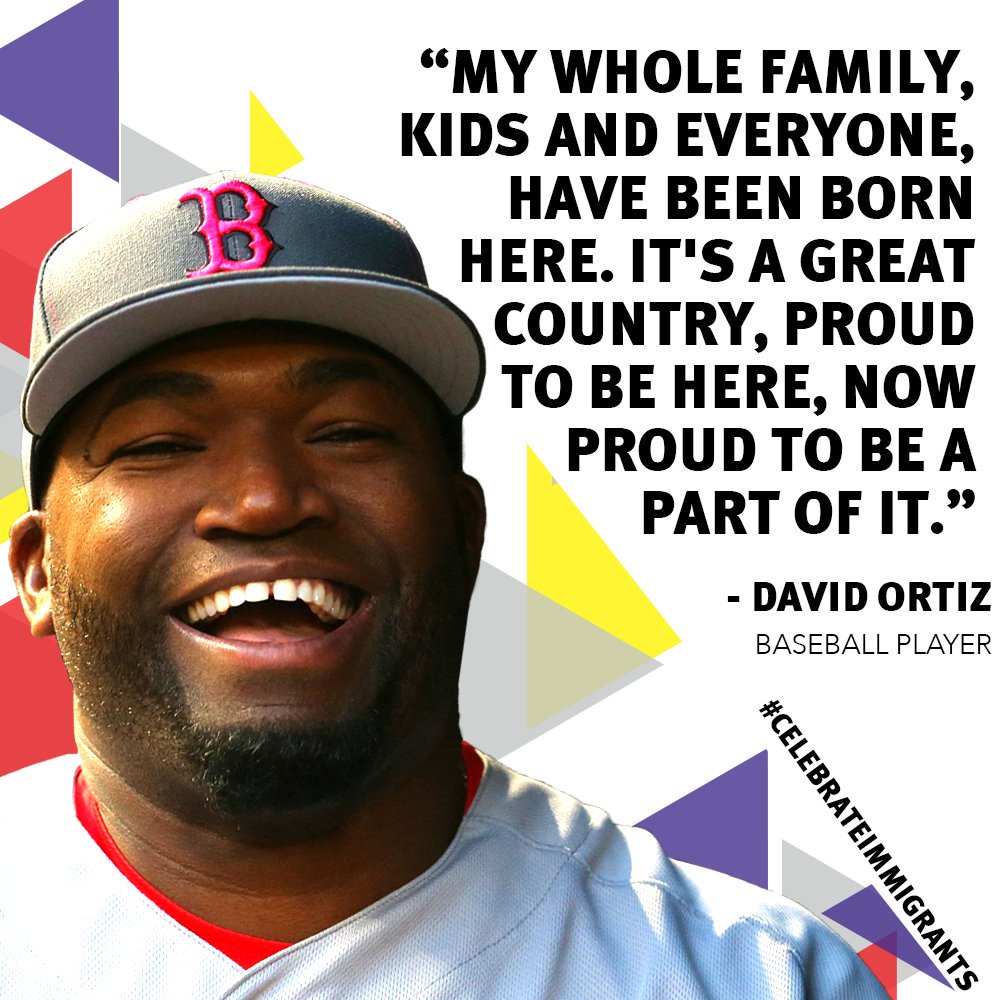 “MY WHOLE FAMILY,
KIDS AND EVERYONE,
HAVE BEEN BORN
HERE. IT'S A GREAT
COUNTRY, PROUD
TO BE HERE, NOW
PROUD TO BE A
PART OF IT.”
- DAVID ORTIZ
BASEBALL PLAYER
#CELEBRATEIMMIGRANTS
B